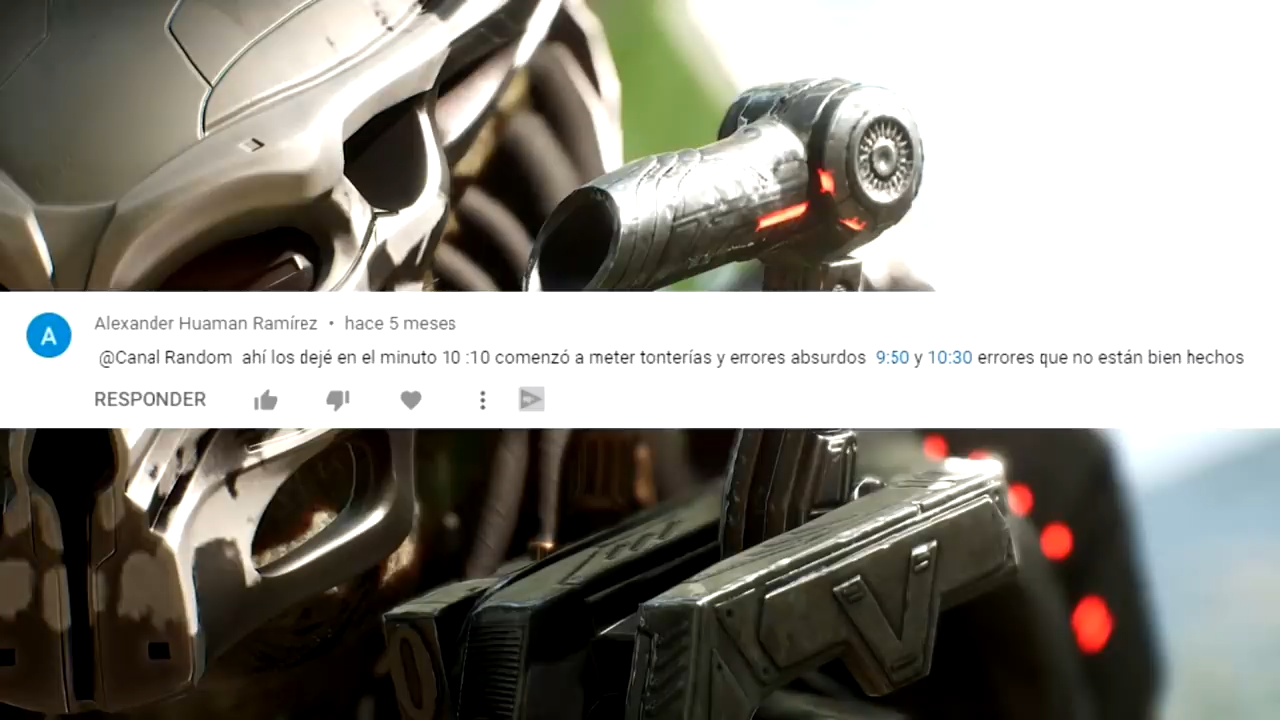 A
Alexander Huaman Ramírez • hace 5 meses
@Canal Random ahí los dejé en el minuto 10 :10 comenzó a meter tonterías y errores absurdos 9:50 y 10:30 errores que no están bien hechos
RESPONDER